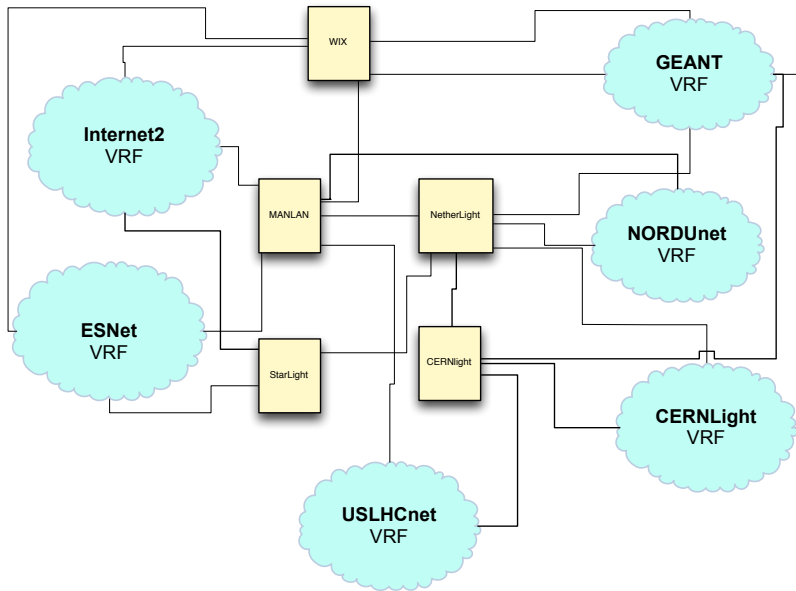 WIX
GEANT
VRF
Internet2
VRF
MANLAN
NetherLight
NORDUnet
VRF
ESNet
VRF
StarLight
CERNlight
CERNLight
VRF
USLHCnet
VRF